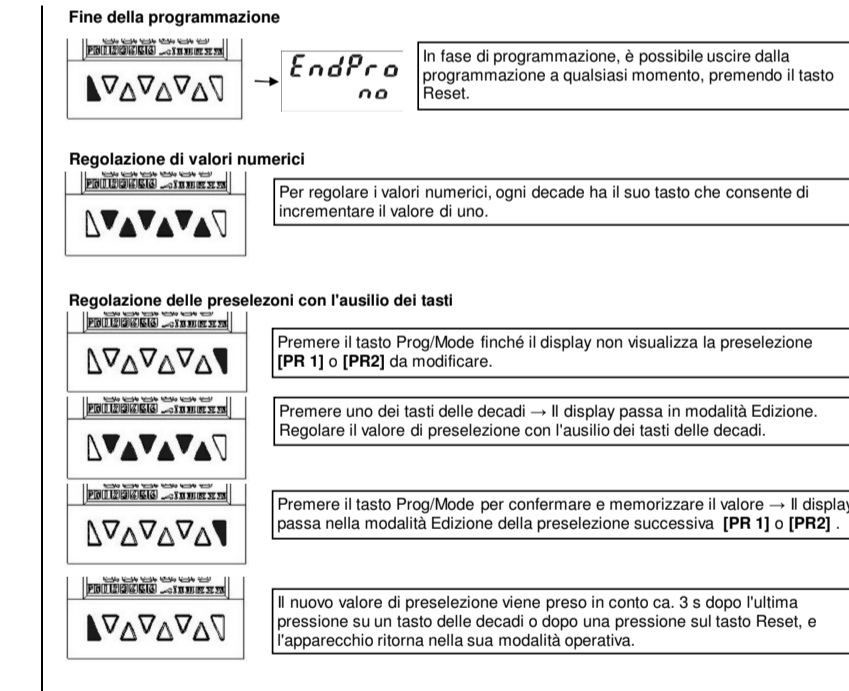 Fine della programmazione
EndPro
no
In fase di programmazione, è possibile uscire dalla
programmazione a qualsiasi momento, premendo il tasto
Reset.
Regolazione di valori numerici
Per regolare i valori numerici, ogni decade ha il suo tasto che consente di
incrementare il valore di uno.
Regolazione delle preselezoni con l'ausilio dei tasti
Premere il tasto Prog/Mode finché il display non visualizza la preselezione
[PR 1] o [PR2] da modificare.
Premere uno dei tasti delle decadi → Il display passa in modalità Edizione.
Regolare il valore di preselezione con l'ausilio dei tasti delle decadi.
Premere il tasto Prog/Mode per confermare e memorizzare il valore → Il display
passa nella modalità Edizione della preselezione successiva [PR 1] o [PR2] .
Il nuovo valore di preselezione viene preso in conto ca. 3 s dopo l'ultima
pressione su un tasto delle decadi o dopo una pressione sul tasto Reset, e
l'apparecchio ritorna nella sua modalità operativa.